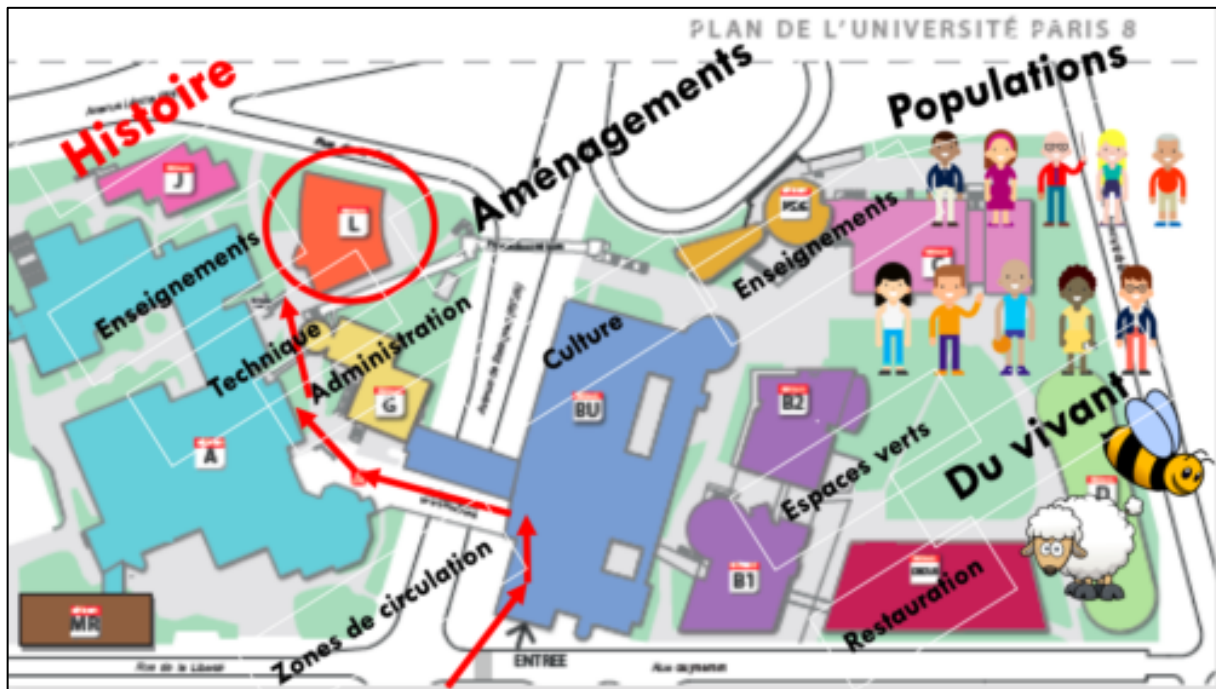 PLAN DE L'UNIVERSITÉ PARIS 8
Histoire
Aménagements
Populations
J
L
Enseignements
Enseignements
Technique
Administration
Culture
G
BU
B2
A
Espaces verts
Du vivant
D
Zones de circulation
B1
Restauration
MR
ENTREE
Rue de la Liberté